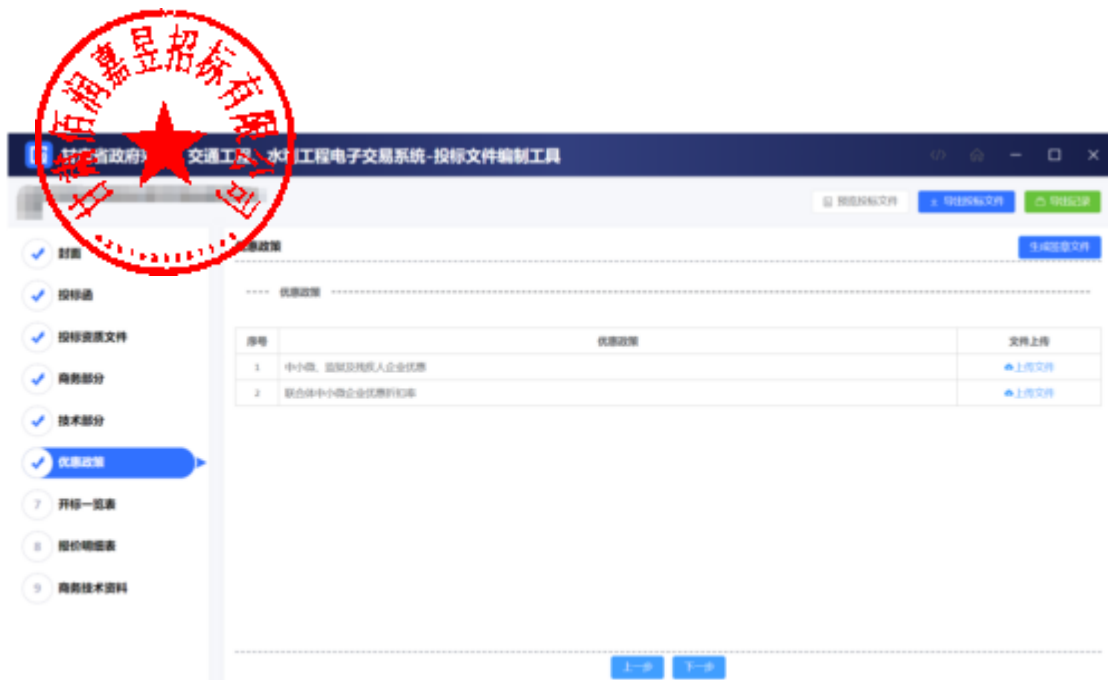 甘肃佰润嘉昱招标有限公司
交通工程、水利工程电子交易系统-投标文件编制工具
预览投标文件
导出投标文件
导出记录
封面
优惠政策
生成签章文件
投标函
优惠政策
投标资质文件
序号 优惠政策 文件上传
1 中小微、监狱及残疾人企业优惠 上传文件
商务部分
2 联合体中小微企业优惠折扣率 上传文件
技术部分
优惠政策
7 开标一览表
8 报价明细表
9 商务技术资料
上一步 下一步